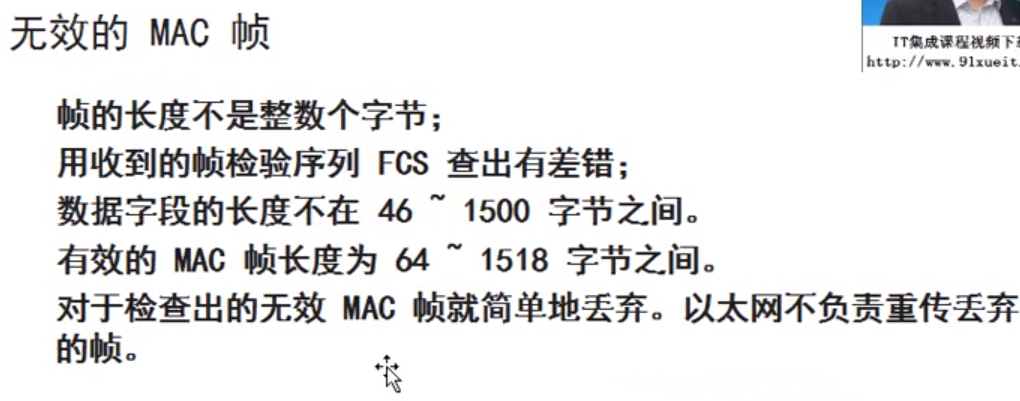 无效的 MAC 帧
IT集成课程视频下
http://www.91xueit.
帧的长度不是整数个字节；
用收到的帧检验序列 FCS 查出有差错；
数据字段的长度不在 46 ~ 1500 字节之间。
有效的 MAC 帧长度为 64 ~ 1518 字节之间。
对于检查出的无效 MAC 帧就简单地丢弃。以太网不负责重传丢弃
的帧。